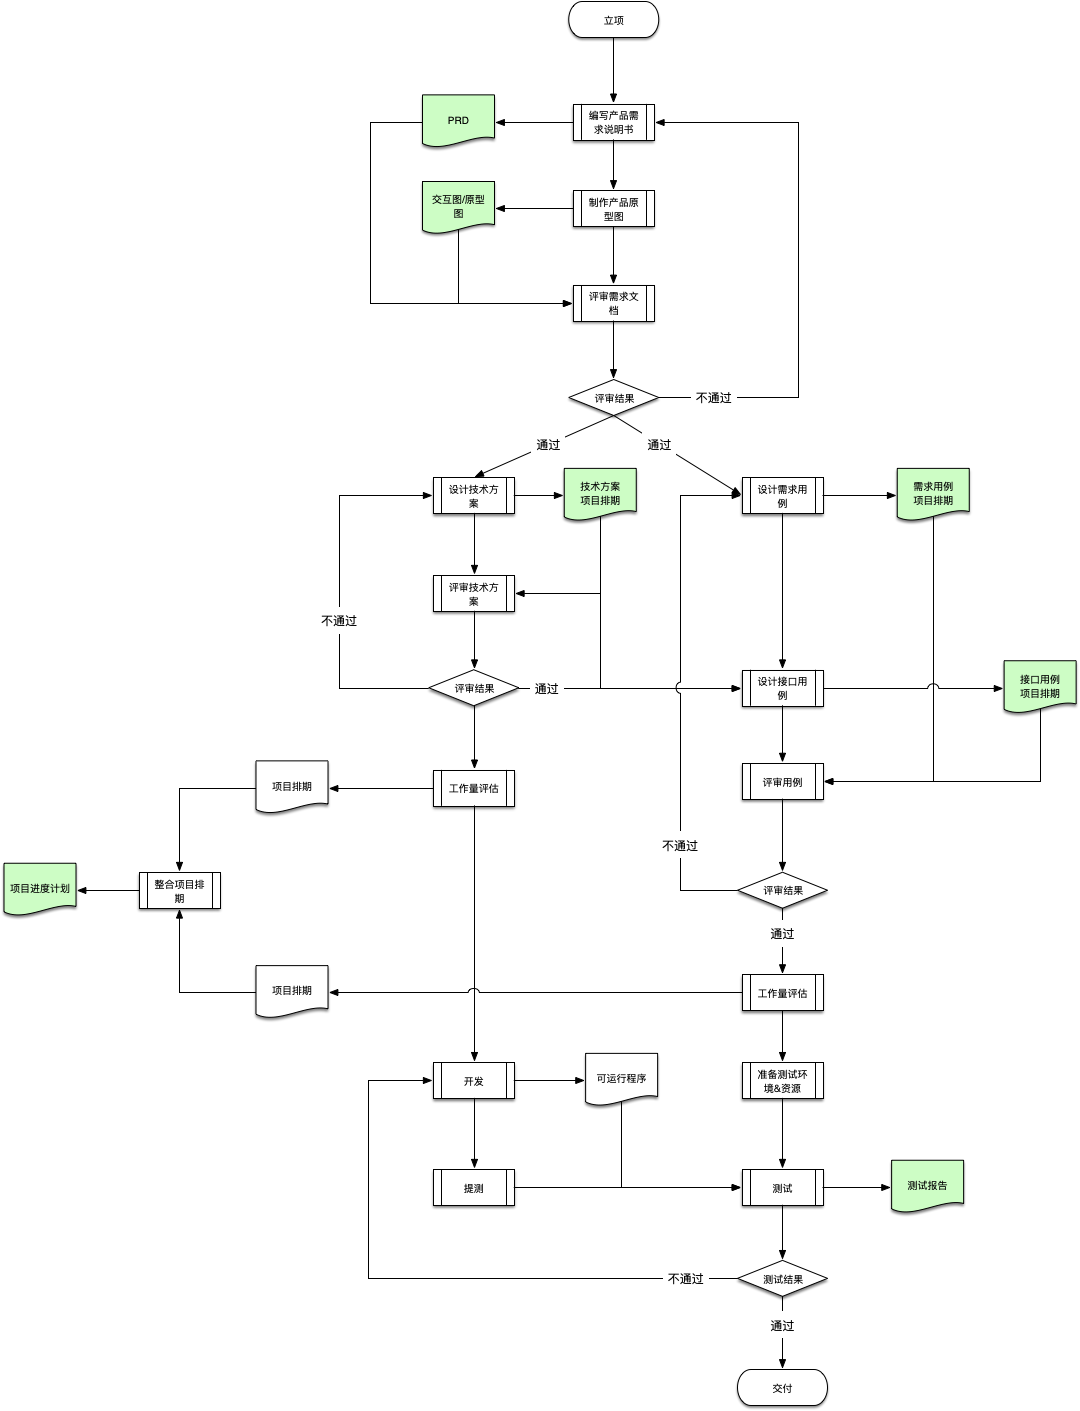 立项
PRD
编写产品需
求说明书
交互图/原型
图
制作产品原
型图
评审需求文
档
评审结果
不通过
通过
通过
设计技术方
案
技术方案
项目排期
设计需求用
例
需求用例
项目排期
评审技术方
案
不通过
评审结果
通过
设计接口用
例
接口用例
项目排期
项目排期
工作量评估
评审用例
不通过
项目进度计划
整合项目排
期
评审结果
通过
项目排期
工作量评估
开发
可运行程序
准备测试环
境&资源
提测
测试
测试报告
不通过
测试结果
通过
交付